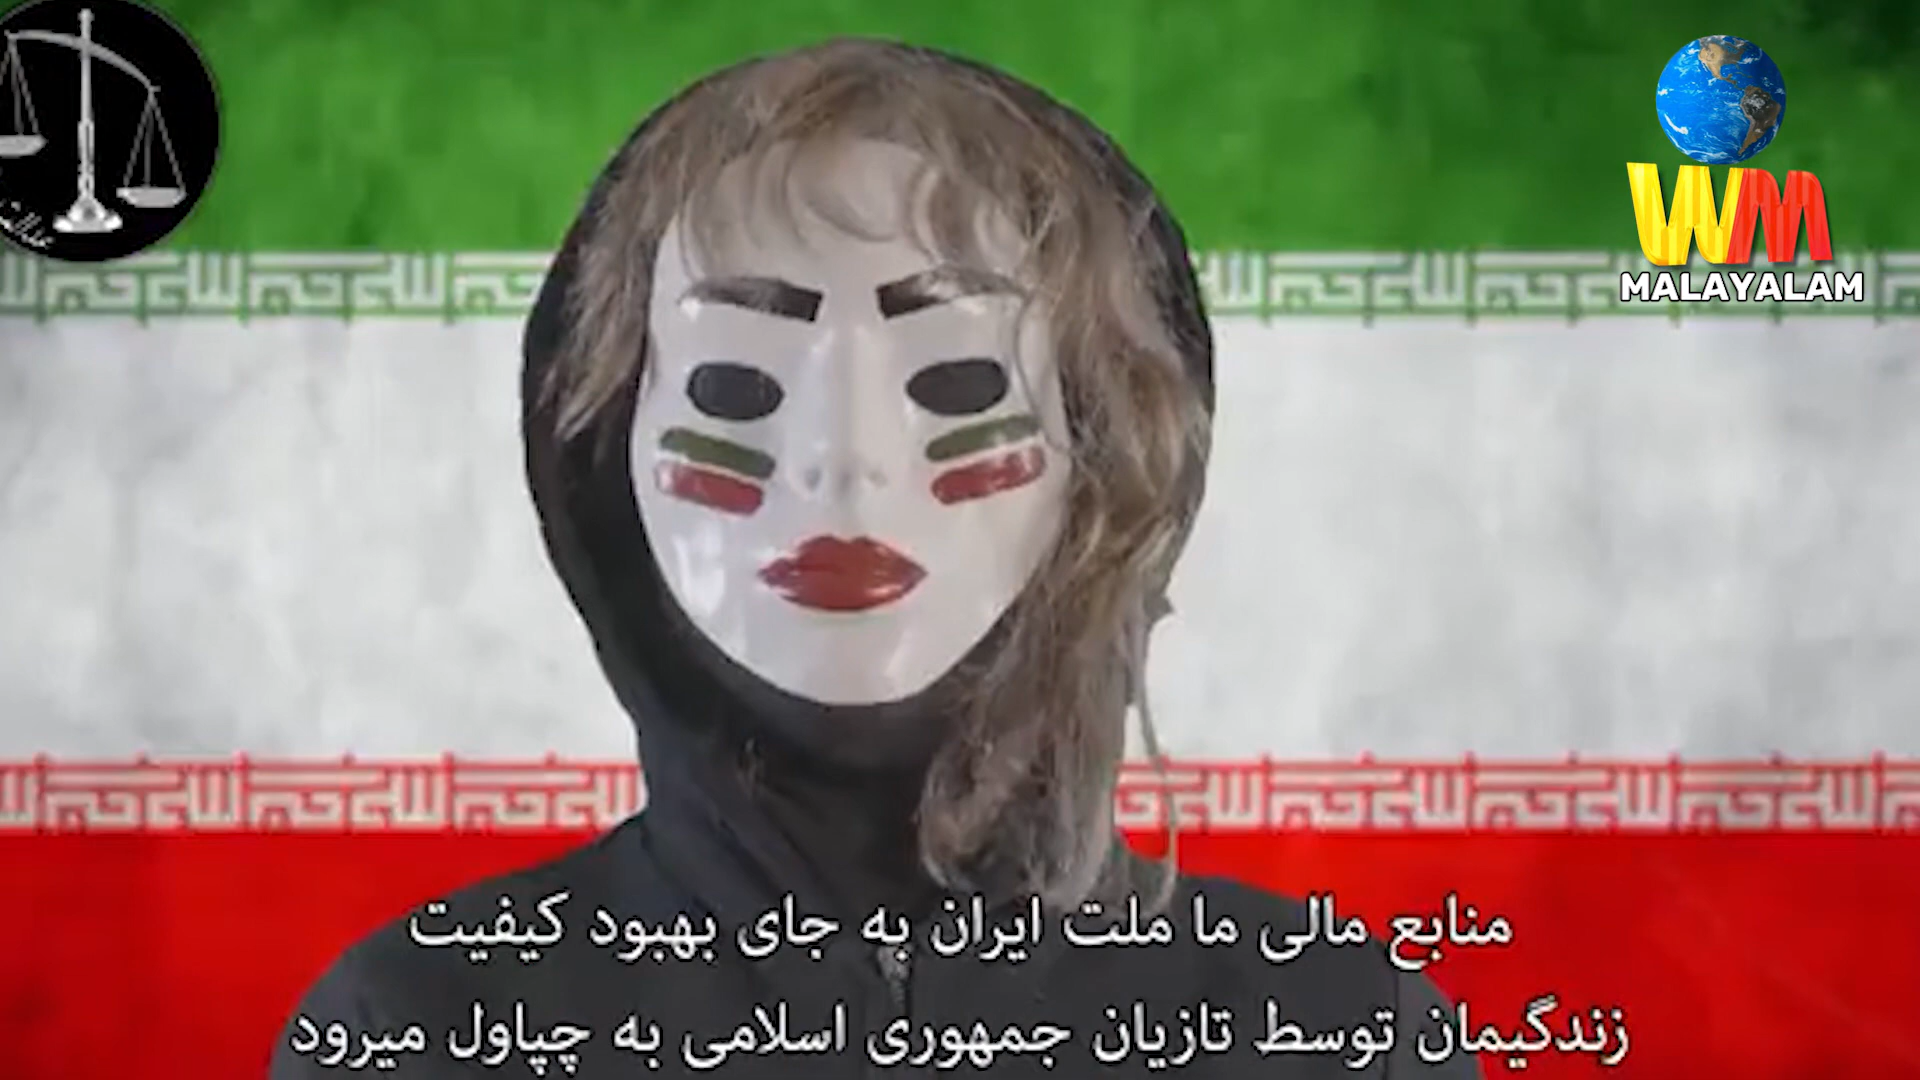 WM
MALAYALAM
منابع مالی ما ملت ایران به جای بهبود کیفیت
زندگیمان توسط تازیان جمهوری اسلامی به چپاول میرود